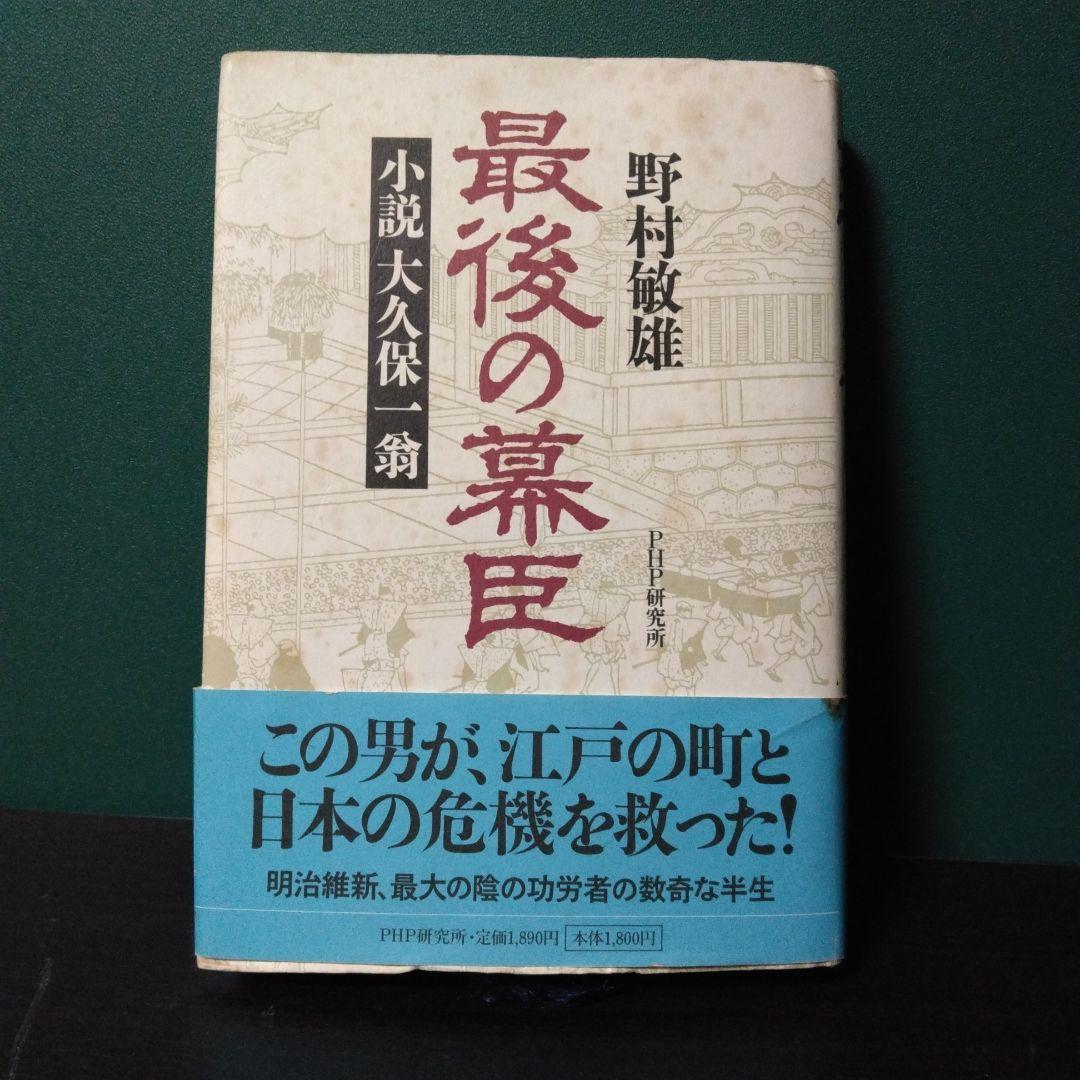 野村敏雄
最後の幕臣
小説 大久保一翁
PHP研究所
この男が、江戸の町と
日本の危機を救った!
明治維新、最大の陰の功労者の数奇な半生
PHP研究所・定価1,890円 本体1,800円